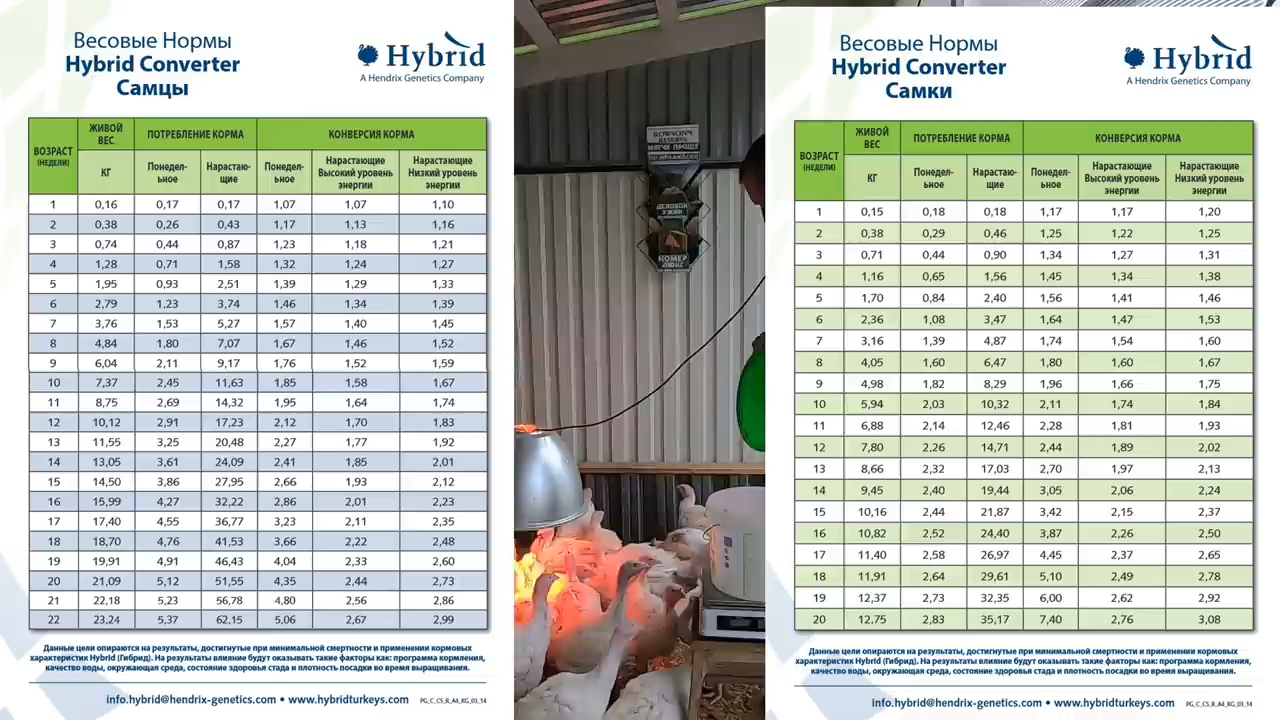 Весовые Нормы
Hybrid Converter
Самцы
Hybrid
A Hendrix Genetics Company
ВОЗРАСТ (НЕДЕЛИ) ЖИВОЙ ВЕС ПОТРЕБЛЕНИЕ КОРМА КОНВЕРСИЯ КОРМА
КГ Понедел-ьное Нарастаю-щие Понедел-ьное Нарастающие Высокий уровень энергии Нарастающие Низкий уровень энергии
1 0,16 0,17 0,17 1,07 1,07 1,10
2 0,38 0,26 0,43 1,17 1,13 1,16
3 0,74 0,44 0,87 1,23 1,18 1,21
4 1,28 0,71 1,58 1,32 1,24 1,27
5 1,95 0,93 2,51 1,39 1,29 1,33
6 2,79 1,23 3,74 1,46 1,34 1,39
7 3,76 1,53 5,27 1,57 1,40 1,45
8 4,84 1,80 7,07 1,67 1,46 1,52
9 6,04 2,11 9,17 1,76 1,52 1,59
10 7,37 2,45 11,63 1,85 1,58 1,67
11 8,75 2,69 14,32 1,95 1,64 1,74
12 10,12 2,91 17,23 2,12 1,70 1,83
13 11,55 3,25 20,48 2,27 1,77 1,92
14 13,05 3,61 24,09 2,41 1,85 2,01
15 14,50 3,86 27,95 2,66 1,93 2,12
16 15,99 4,27 32,22 2,86 2,01 2,23
17 17,40 4,55 36,77 3,23 2,11 2,35
18 18,70 4,76 41,53 3,66 2,22 2,48
19 19,91 4,91 46,43 4,04 2,33 2,60
20 21,09 5,12 51,55 4,35 2,44 2,73
21 22,18 5,23 56,78 4,80 2,56 2,86
22 23,24 5,37 62,15 5,06 2,67 2,99
Данные цели опираются на результаты, достигнутые при минимальной смертности и применении кормовых
характеристик Hybrid (Гибрид). На результаты влияние будут оказывать такие факторы как: программа кормления,
качество воды, окружающая среда, состояние здоровья стада и плотность посадки во время выращивания.
info.hybrid@hendrix-genetics.com • www.hybridturkeys.com PG_C_CS_R_A4_KG_03_14
МЯГЧЕ ПРОЩЕ
ПО-ИРЛАНДСКИ
ДЕЛОВОЙ
УЖИН
НОМЕР
ЛЮКС
Весовые Нормы
Hybrid Converter
Самки
Hybrid
A Hendrix Genetics Company
ВОЗРАСТ (НЕДЕЛИ) ЖИВОЙ ВЕС ПОТРЕБЛЕНИЕ КОРМА КОНВЕРСИЯ КОРМА
КГ Понедел-ьное Нарастаю-щие Понедел-ьное Нарастающие Высокий уровень энергии Нарастающие Низкий уровень энергии
1 0,15 0,18 0,18 1,17 1,17 1,20
2 0,38 0,29 0,46 1,25 1,22 1,25
3 0,71 0,44 0,90 1,34 1,27 1,31
4 1,16 0,65 1,56 1,45 1,34 1,38
5 1,70 0,84 2,40 1,56 1,41 1,46
6 2,36 1,08 3,47 1,64 1,47 1,53
7 3,16 1,39 4,87 1,74 1,54 1,60
8 4,05 1,60 6,47 1,80 1,60 1,67
9 4,98 1,82 8,29 1,96 1,66 1,75
10 5,94 2,03 10,32 2,11 1,74 1,84
11 6,88 2,14 12,46 2,28 1,81 1,93
12 7,80 2,26 14,71 2,44 1,89 2,02
13 8,66 2,32 17,03 2,70 1,97 2,13
14 9,45 2,40 19,44 3,05 2,06 2,24
15 10,16 2,44 21,87 3,42 2,15 2,37
16 10,82 2,52 24,40 3,87 2,26 2,50
17 11,40 2,58 26,97 4,45 2,37 2,65
18 11,91 2,64 29,61 5,10 2,49 2,78
19 12,37 2,73 32,35 6,00 2,62 2,92
20 12,75 2,83 35,17 7,40 2,76 3,08
Данные цели опираются на результаты, достигнутые при минимальной смертности и применении кормовых
характеристик Hybrid (Гибрид). На результаты влияние будут оказывать такие факторы как: программа кормления,
качество воды, окружающая среда, состояние здоровья стада и плотность посадки во время выращивания.
info.hybrid@hendrix-genetics.com • www.hybridturkeys.com PG_C_CS_R_A4_KG_03_14